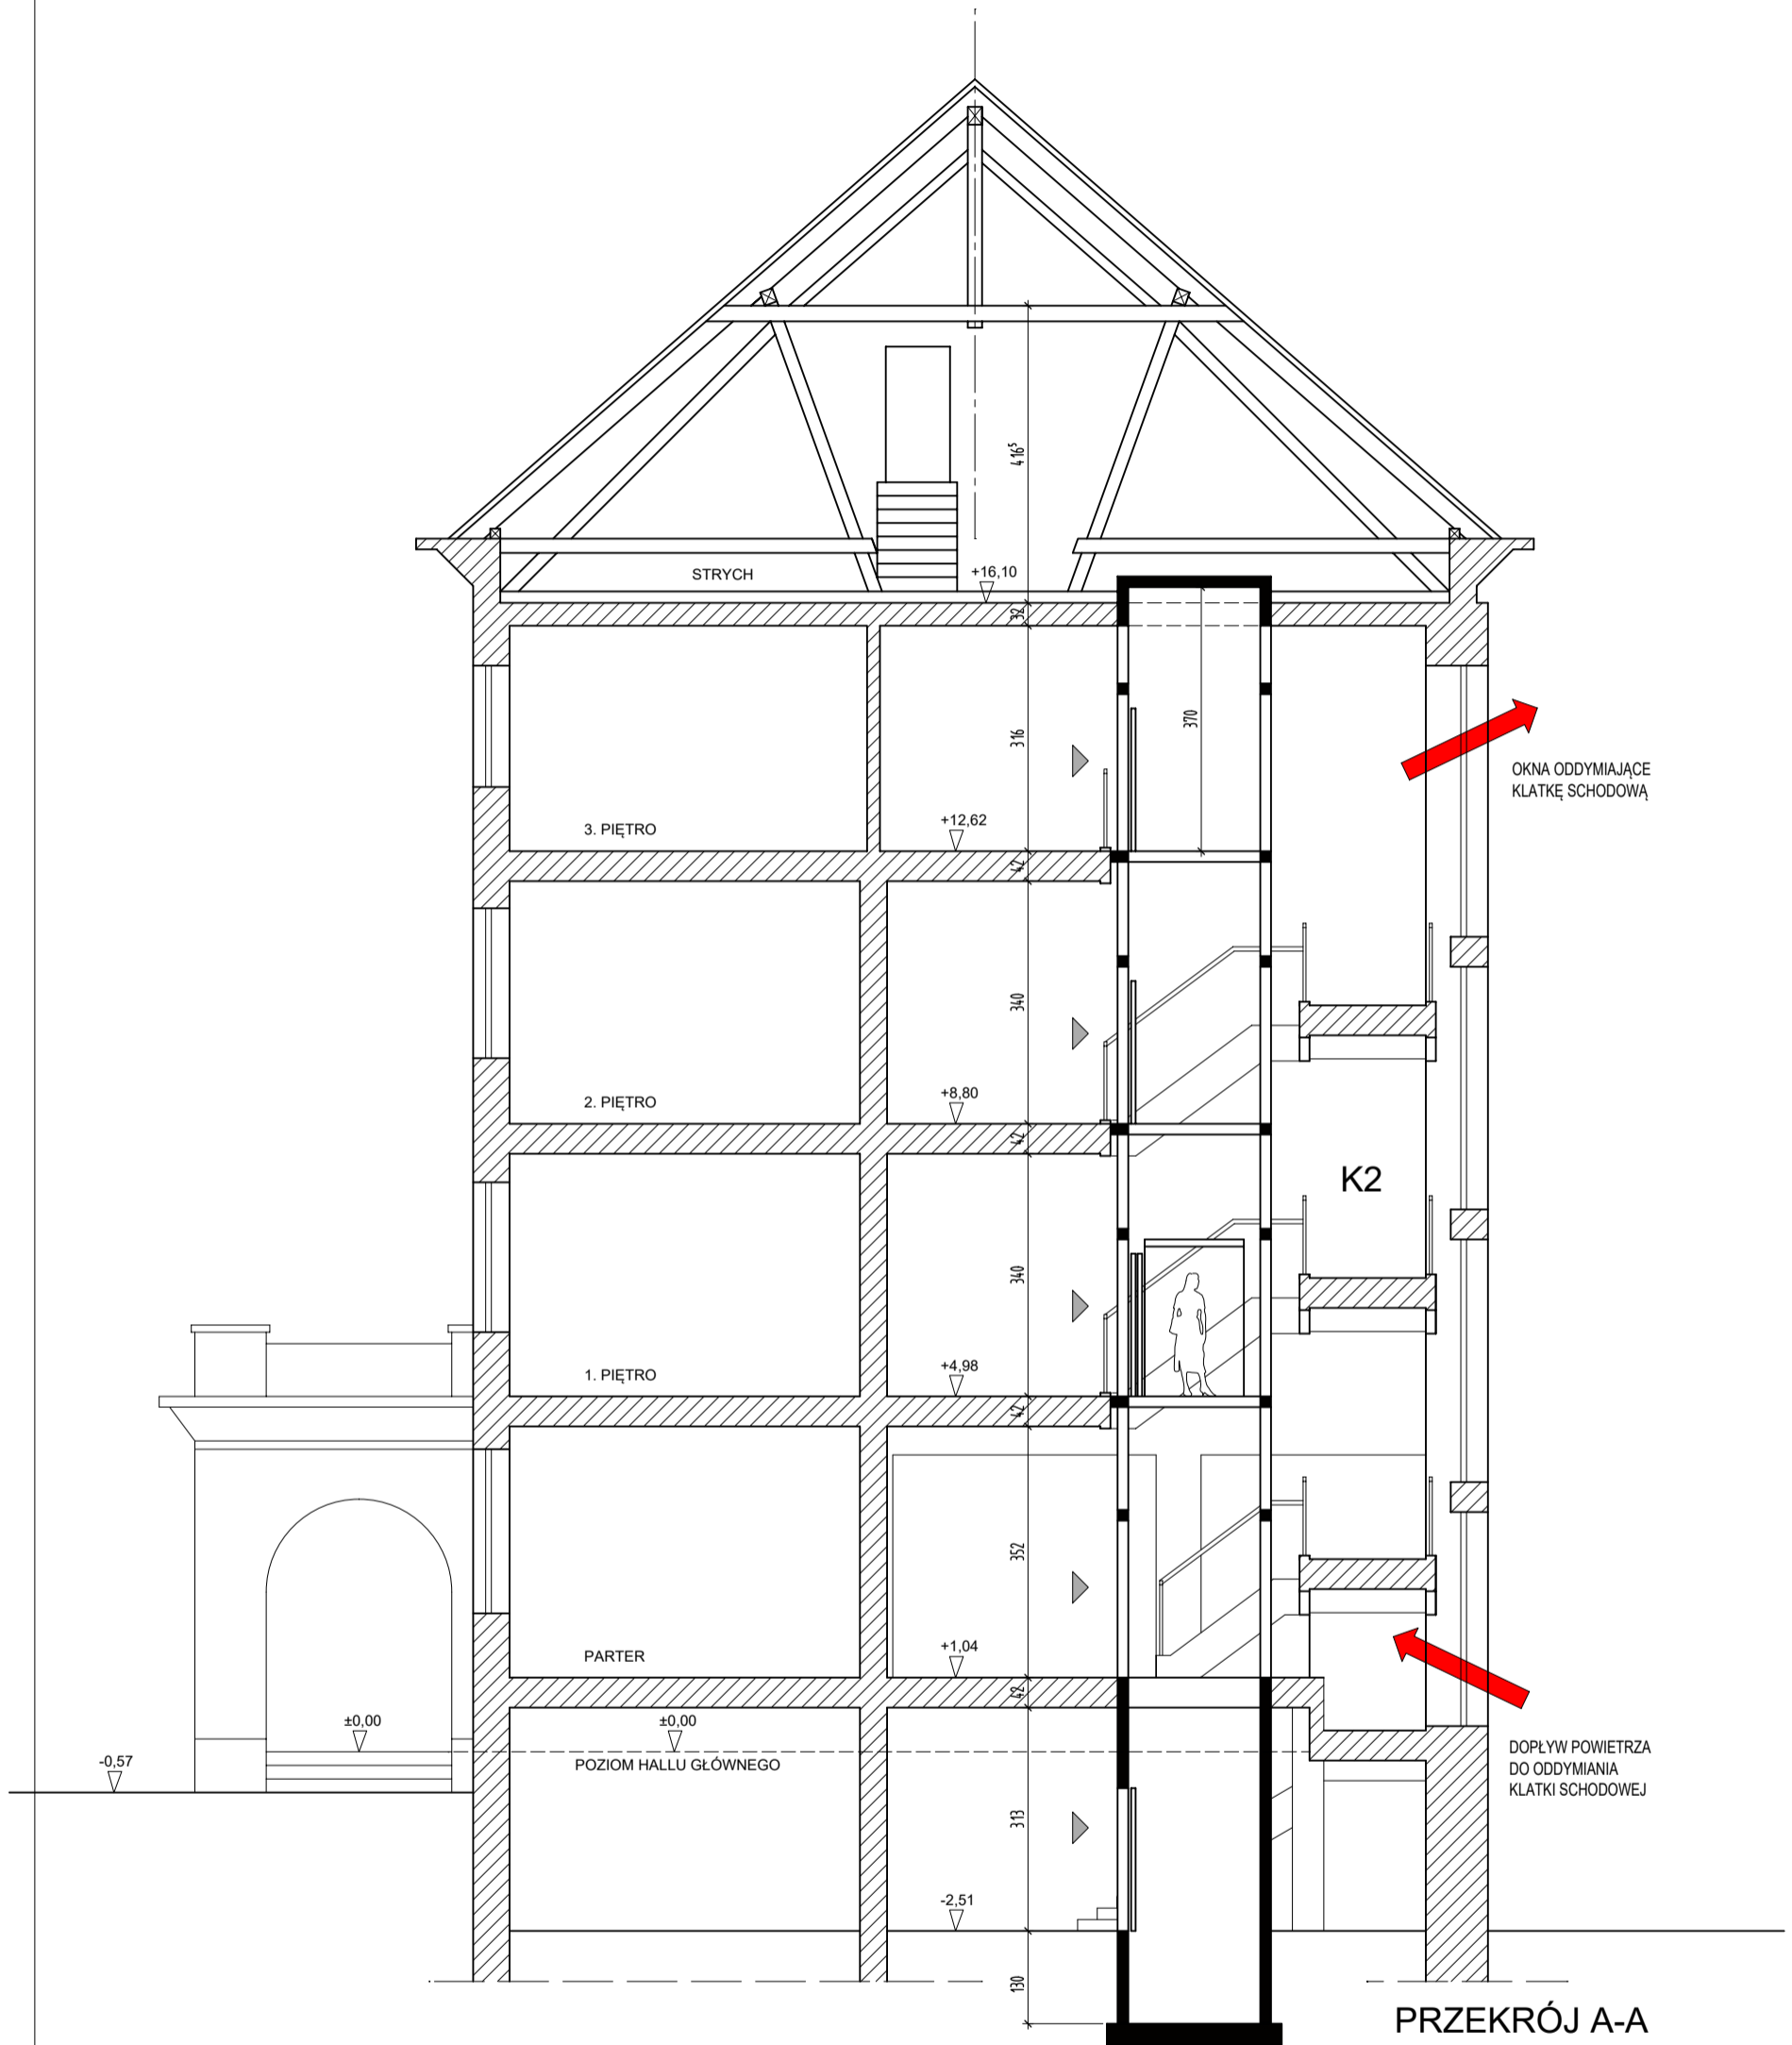 416⁵
STRYCH
+16,10
32
316
370
OKNA ODDYMIAJĄCE
KLATKĘ SCHODOWĄ
3. PIĘTRO
+12,62
42
340
2. PIĘTRO
+8,80
42
K2
340
1. PIĘTRO
+4,98
42
352
PARTER
+1,04
42
±0,00
±0,00
-0,57
POZIOM HALLU GŁÓWNEGO
DOPŁYW POWIETRZA
DO ODDYMIANIA
KLATKI SCHODOWEJ
313
-2,51
130
PRZEKRÓJ A-A